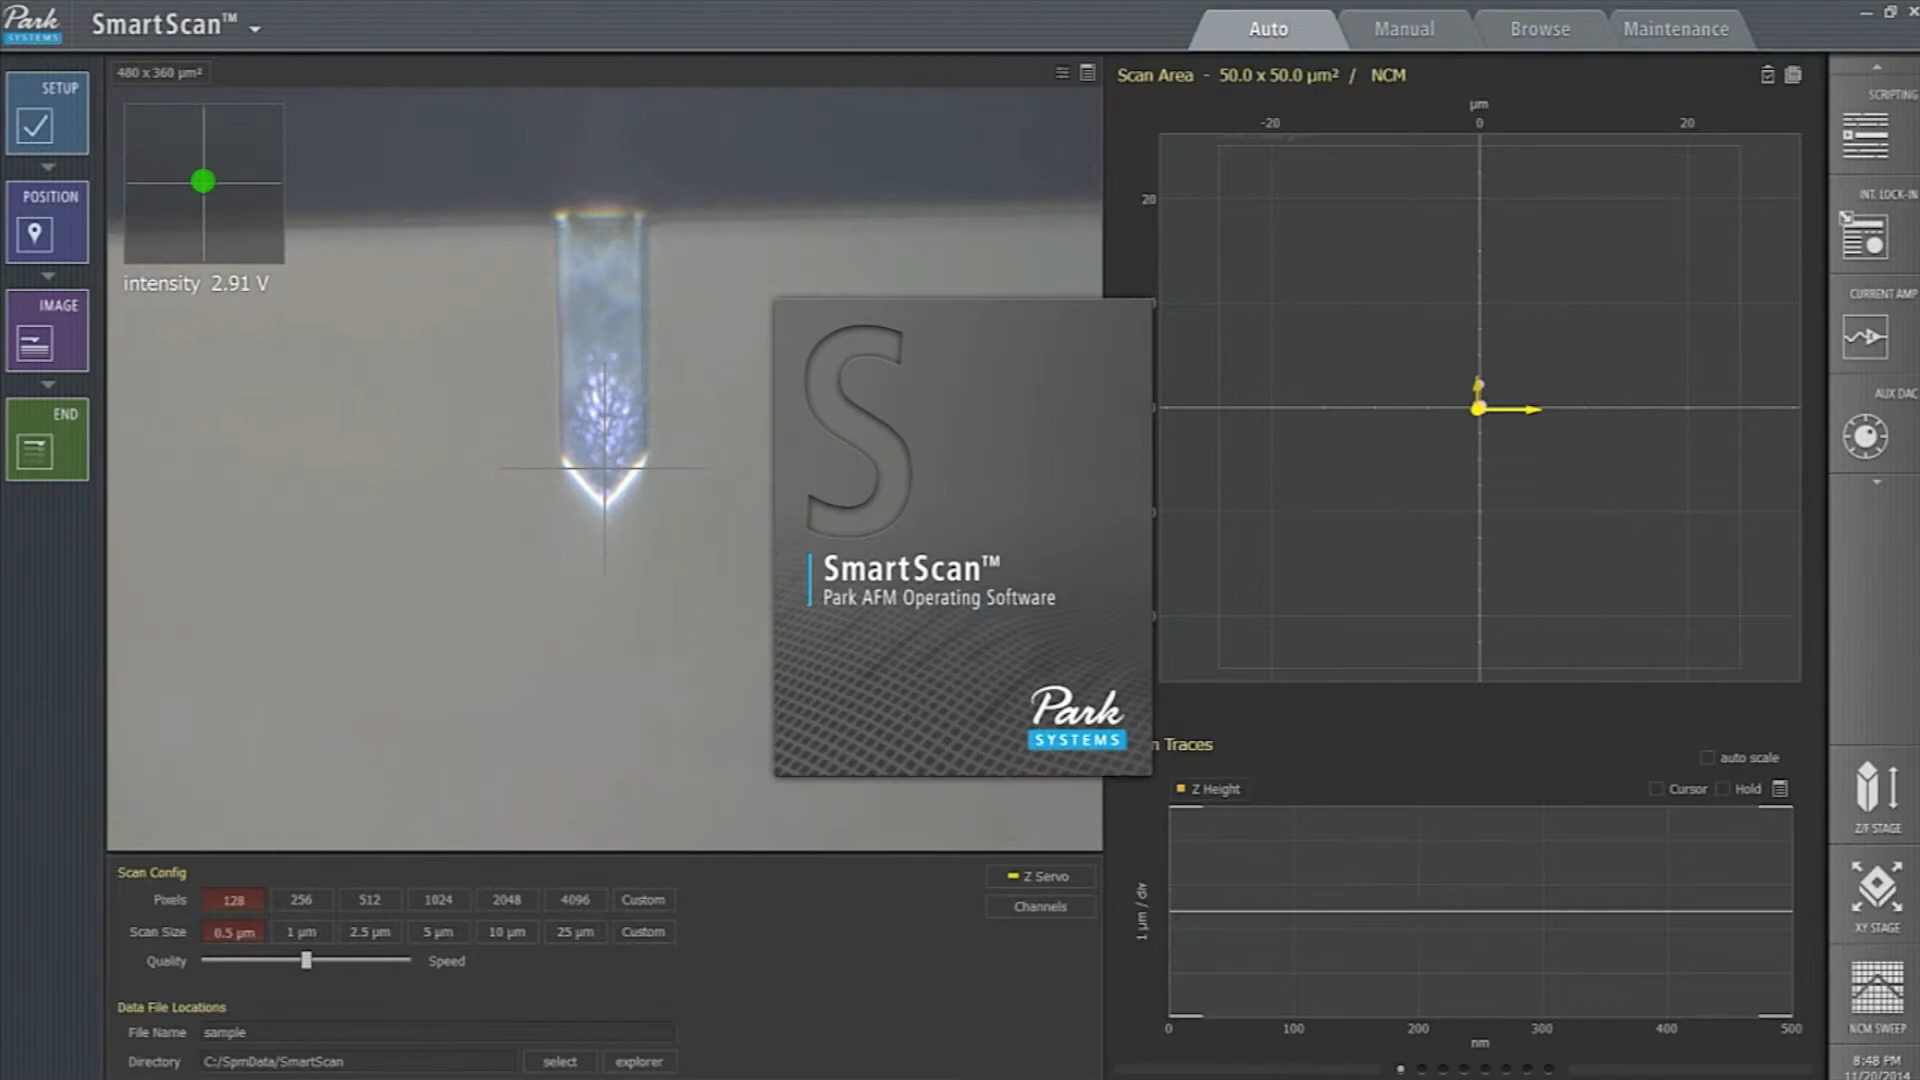 Park
SYSTEMS
SmartScan™
Auto
Manual
Browse
Maintenance
SETUP
POSITION
IMAGE
END
480 x 360 µm²
intensity 2.91 V
S
SmartScan™
Park AFM Operating Software
Park
SYSTEMS
Scan Area - 50.0 x 50.0 µm² / NCM
µm
-20
0
20
20
Traces
auto scale
Z Height
Cursor
Hold
1 µm / div
0
100
200
300
400
500
nm
Scan Config
Pixels 128 256 512 1024 2048 4096 Custom
Scan Size 0.5 µm 1 µm 2.5 µm 5 µm 10 µm 25 µm Custom
Quality Speed
Z Servo
Channels
Data File Locations
File Name sample
Directory C:/SpmData/SmartScan select explorer
SCRIPTING
INT. LOCK-IN
CURRENT AMP
AUX DAC
Z/F STAGE
XY STAGE
NCM SWEEP
8:48 PM
11/20/2014